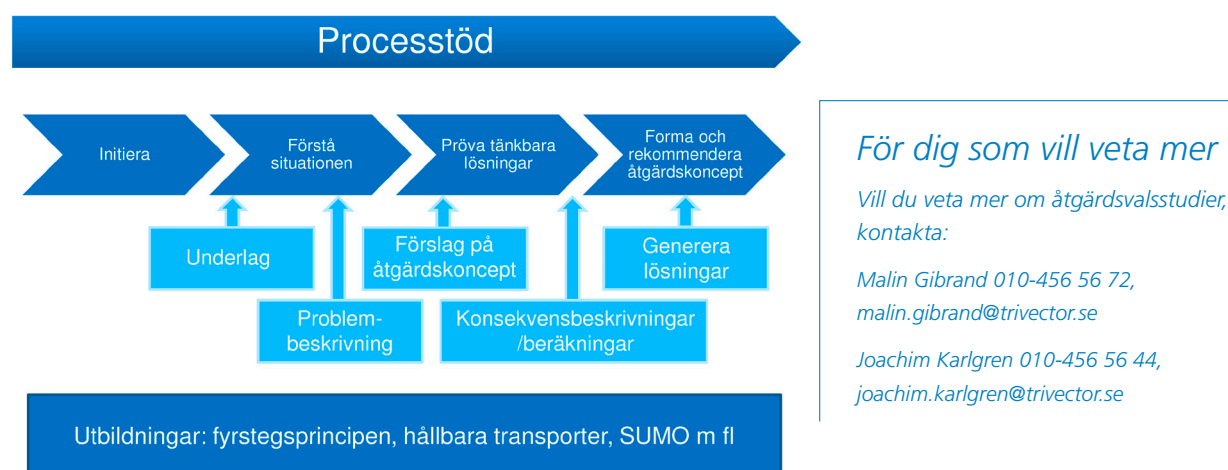 Processtöd
Initiera
Förstå
situationen
Pröva tänkbara
lösningar
Forma och
rekommendera
åtgärdskoncept
Underlag
Förslag på
åtgärdskoncept
Generera
lösningar
Problem-
beskrivning
Konsekvensbeskrivningar
/beräkningar
Utbildningar: fyrstegsprincipen, hållbara transporter, SUMO m fl
För dig som vill veta mer
Vill du veta mer om åtgärdsvalsstudier,
kontakta:
Malin Gibrand 010-456 56 72,
malin.gibrand@trivector.se
Joachim Karlgren 010-456 56 44,
joachim.karlgren@trivector.se